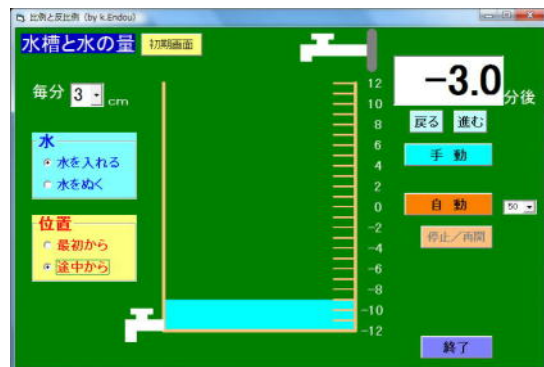 比例と反比例 (by k.Endou)
水槽と水の量
初期画面
毎分 3 cm
水
水を入れる
水をぬく
位置
最初から
途中から
12
10
8
6
4
2
0
-2
-4
-6
-8
-10
-12
-3.0 分後
戻る 進む
手 動
自 動
50
停止/再開
終了